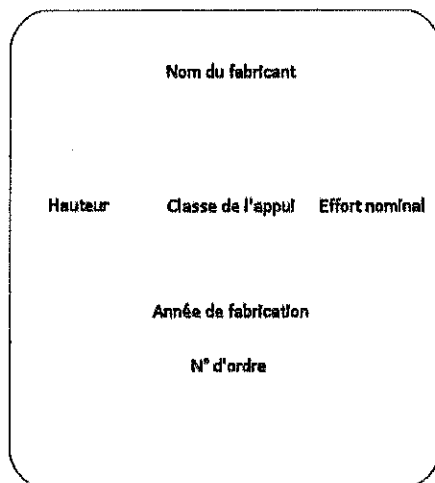 Nom du fabricant
Hauteur Classe de l'appui Effort nominal
Année de fabrication
N° d'ordre